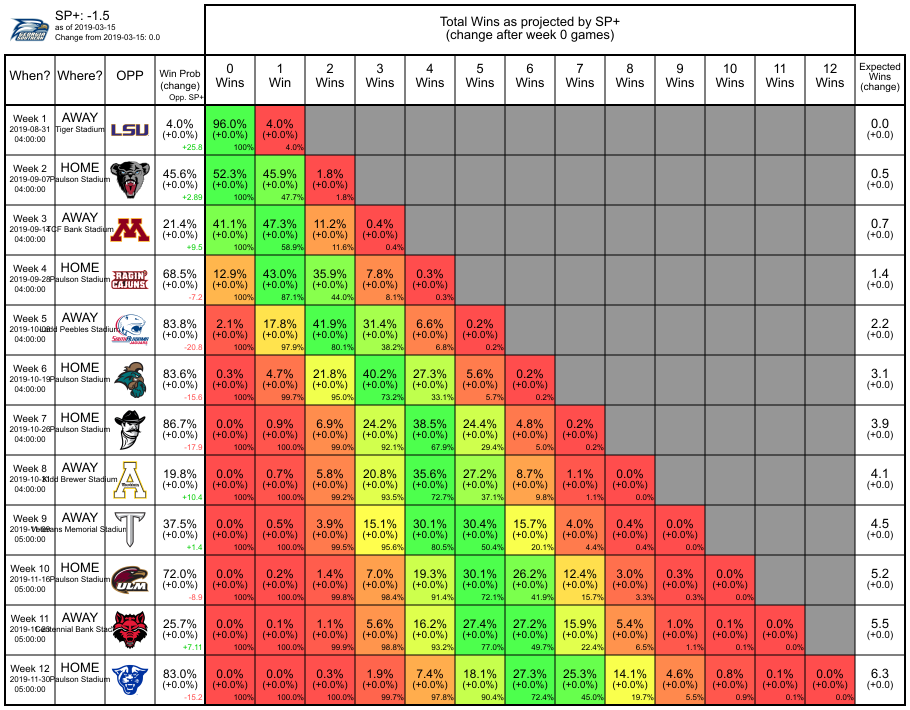 SP+: -1.5
as of 2019-03-15
Change from 2019-03-15: 0.0
GEORGIA
SOUTHERN
Total Wins as projected by SP+
(change after week 0 games)
When? Where? OPP Win Prob (change) Opp. SP+ 0 Wins 1 Win 2 Wins 3 Wins 4 Wins 5 Wins 6 Wins 7 Wins 8 Wins 9 Wins 10 Wins 11 Wins 12 Wins Expected Wins (change)
Week 1 AWAY 4.0% 96.0% 4.0% 0.0
2019-08-31 Tiger Stadium LSU (+0.0%) (+0.0%) (+0.0%) (+0.0)
04:00:00 +25.8 100% 4.0%
Week 2 HOME 45.6% 52.3% 45.9% 1.8% 0.5
2019-09-07 Paulson Stadium (+0.0%) (+0.0%) (+0.0%) (+0.0%) (+0.0)
04:00:00 +2.89 100% 47.7% 1.8%
Week 3 AWAY 21.4% 41.1% 47.3% 11.2% 0.4% 0.7
2019-09-14 TCF Bank Stadium M (+0.0%) (+0.0%) (+0.0%) (+0.0%) (+0.0%) (+0.0)
04:00:00 +9.5 100% 58.9% 11.6% 0.4%
Week 4 HOME 68.5% 12.9% 43.0% 35.9% 7.8% 0.3% 1.4
2019-09-28 Paulson Stadium RAGIN' CAJUNS (+0.0%) (+0.0%) (+0.0%) (+0.0%) (+0.0%) (+0.0%) (+0.0)
04:00:00 -7.2 100% 87.1% 44.0% 8.1% 0.3%
Week 5 AWAY 83.8% 2.1% 17.8% 41.9% 31.4% 6.6% 0.2% 2.2
Peebles Stadium SOUTH ALABAMA (+0.0%) (+0.0%) (+0.0%) (+0.0%) (+0.0%) (+0.0%) (+0.0%) (+0.0)
04:00:00 -20.8 100% 97.9% 80.1% 38.2% 6.8% 0.2%
Week 6 HOME 83.6% 0.3% 4.7% 21.8% 40.2% 27.3% 5.6% 0.2% 3.1
2019-10-19 Paulson Stadium (+0.0%) (+0.0%) (+0.0%) (+0.0%) (+0.0%) (+0.0%) (+0.0%) (+0.0%) (+0.0)
04:00:00 -15.6 100% 99.7% 95.0% 73.2% 33.1% 5.7% 0.2%
Week 7 HOME 86.7% 0.0% 0.9% 6.9% 24.2% 38.5% 24.4% 4.8% 0.2% 3.9
2019-10-26 Paulson Stadium (+0.0%) (+0.0%) (+0.0%) (+0.0%) (+0.0%) (+0.0%) (+0.0%) (+0.0%) (+0.0%) (+0.0)
04:00:00 -17.9 100% 100.0% 99.0% 92.1% 67.9% 29.4% 5.0% 0.2%
Week 8 AWAY 19.8% 0.0% 0.7% 5.8% 20.8% 35.6% 27.2% 8.7% 1.1% 0.0% 4.1
Kidd Brewer Stadium A (+0.0%) (+0.0%) (+0.0%) (+0.0%) (+0.0%) (+0.0%) (+0.0%) (+0.0%) (+0.0%) (+0.0%) (+0.0)
04:00:00 +10.4 100% 100.0% 99.2% 93.5% 72.7% 37.1% 9.8% 1.1% 0.0%
Week 9 AWAY 37.5% 0.0% 0.5% 3.9% 15.1% 30.1% 30.4% 15.7% 4.0% 0.4% 0.0% 4.5
Memorial Stadium T (+0.0%) (+0.0%) (+0.0%) (+0.0%) (+0.0%) (+0.0%) (+0.0%) (+0.0%) (+0.0%) (+0.0%) (+0.0%) (+0.0)
05:00:00 +1.4 100% 100.0% 99.5% 95.6% 80.5% 50.4% 20.1% 4.4% 0.4% 0.0%
Week 10 HOME 72.0% 0.0% 0.2% 1.4% 7.0% 19.3% 30.1% 26.2% 12.4% 3.0% 0.3% 0.0% 5.2
2019-11-16 Paulson Stadium ULM (+0.0%) (+0.0%) (+0.0%) (+0.0%) (+0.0%) (+0.0%) (+0.0%) (+0.0%) (+0.0%) (+0.0%) (+0.0%) (+0.0%) (+0.0)
05:00:00 -8.9 100% 100.0% 99.8% 98.4% 91.4% 72.1% 41.9% 15.7% 3.3% 0.3% 0.0%
Week 11 AWAY 25.7% 0.0% 0.1% 1.1% 5.6% 16.2% 27.4% 27.2% 15.9% 5.4% 1.0% 0.1% 0.0% 5.5
Bank (+0.0%) (+0.0%) (+0.0%) (+0.0%) (+0.0%) (+0.0%) (+0.0%) (+0.0%) (+0.0%) (+0.0%) (+0.0%) (+0.0%) (+0.0%) (+0.0)
05:00:00 +7.11 100% 100.0% 99.9% 98.8% 93.2% 77.0% 49.7% 22.4% 6.5% 1.1% 0.1% 0.0%
Week 12 HOME 83.0% 0.0% 0.0% 0.3% 1.9% 7.4% 18.1% 27.3% 25.3% 14.1% 4.6% 0.8% 0.1% 0.0% 6.3
2019-11-30 Paulson Stadium (+0.0%) (+0.0%) (+0.0%) (+0.0%) (+0.0%) (+0.0%) (+0.0%) (+0.0%) (+0.0%) (+0.0%) (+0.0%) (+0.0%) (+0.0%) (+0.0%) (+0.0)
05:00:00 -15.2 100% 100.0% 100.0% 99.7% 97.8% 90.4% 72.4% 45.0% 19.7% 5.5% 0.9% 0.1% 0.0%